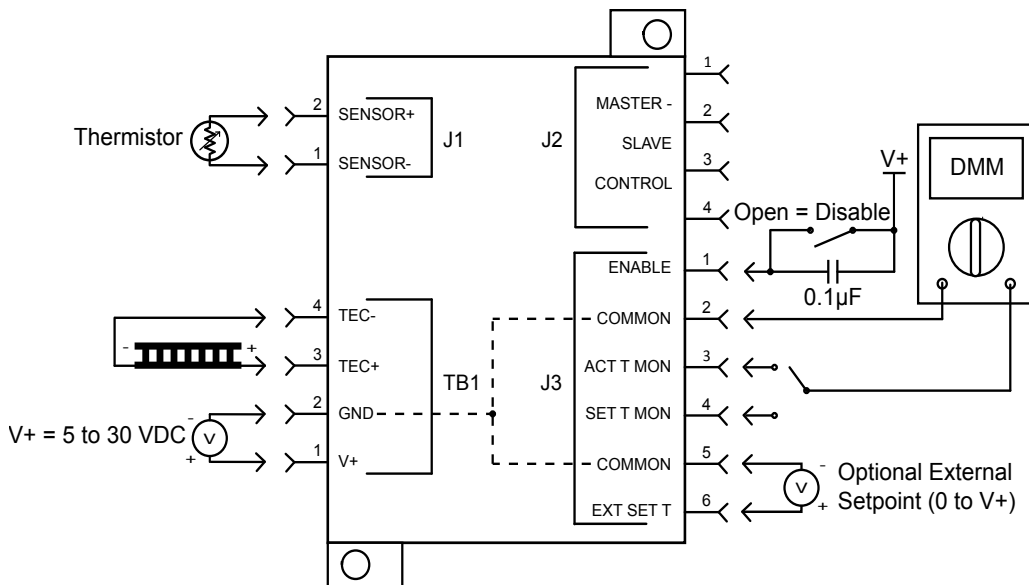 Thermistor
2 SENSOR+
1 SENSOR-
J1
4 TEC-
- + 3 TEC+
TB1
2 GND
V+ = 5 to 30 VDC - V +
1 V+
J2
1
MASTER -
2
SLAVE
3
CONTROL
4
J3
ENABLE 1
COMMON 2
ACT T MON 3
SET T MON 4
COMMON 5
EXT SET T 6
V+
Open = Disable
0.1µF
DMM
- V +
Optional External
Setpoint (0 to V+)